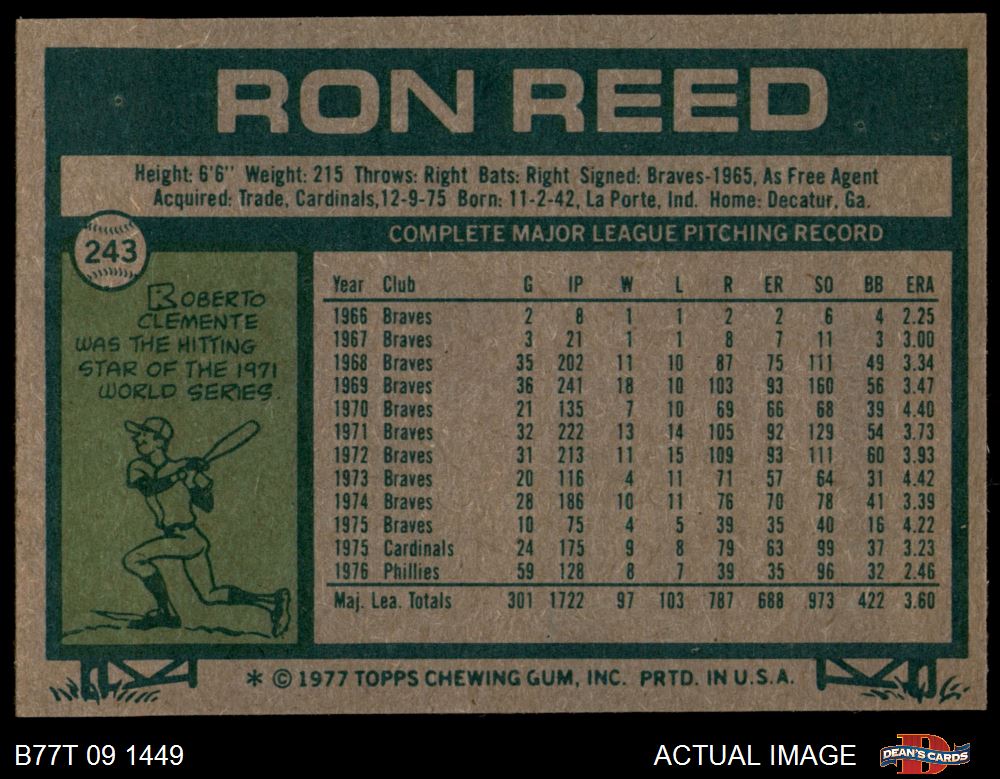 RON REED
Height: 6'6" Weight: 215 Throws: Right Bats: Right Signed: Braves-1965, As Free Agent
Acquired: Trade, Cardinals,12-9-75 Born: 11-2-42, La Porte, Ind. Home: Decatur, Ga.
243
ROBERTO
CLEMENTE
WAS THE HITTING
STAR OF THE 1971
WORLD SERIES.
COMPLETE MAJOR LEAGUE PITCHING RECORD
Year Club G IP W L R ER SO BB ERA
1966 Braves 2 8 1 1 2 2 6 4 2.25
1967 Braves 3 21 1 1 8 7 11 3 3.00
1968 Braves 35 202 11 10 87 75 111 49 3.34
1969 Braves 36 241 18 10 103 93 160 56 3.47
1970 Braves 21 135 7 10 69 66 68 39 4.40
1971 Braves 32 222 13 14 105 92 129 54 3.73
1972 Braves 31 213 11 15 109 93 111 60 3.93
1973 Braves 20 116 4 11 71 57 64 31 4.42
1974 Braves 28 186 10 11 76 70 78 41 3.39
1975 Braves 10 75 4 5 39 35 40 16 4.22
1975 Cardinals 24 175 9 8 79 63 99 37 3.23
1976 Phillies 59 128 8 7 39 35 96 32 2.46
Maj. Lea. Totals 301 1722 97 103 787 688 973 422 3.60
* © 1977 TOPPS CHEWING GUM, INC. PRTD. IN U.S.A.
B77T 09 1449
ACTUAL IMAGE
DEAN'S CARDS